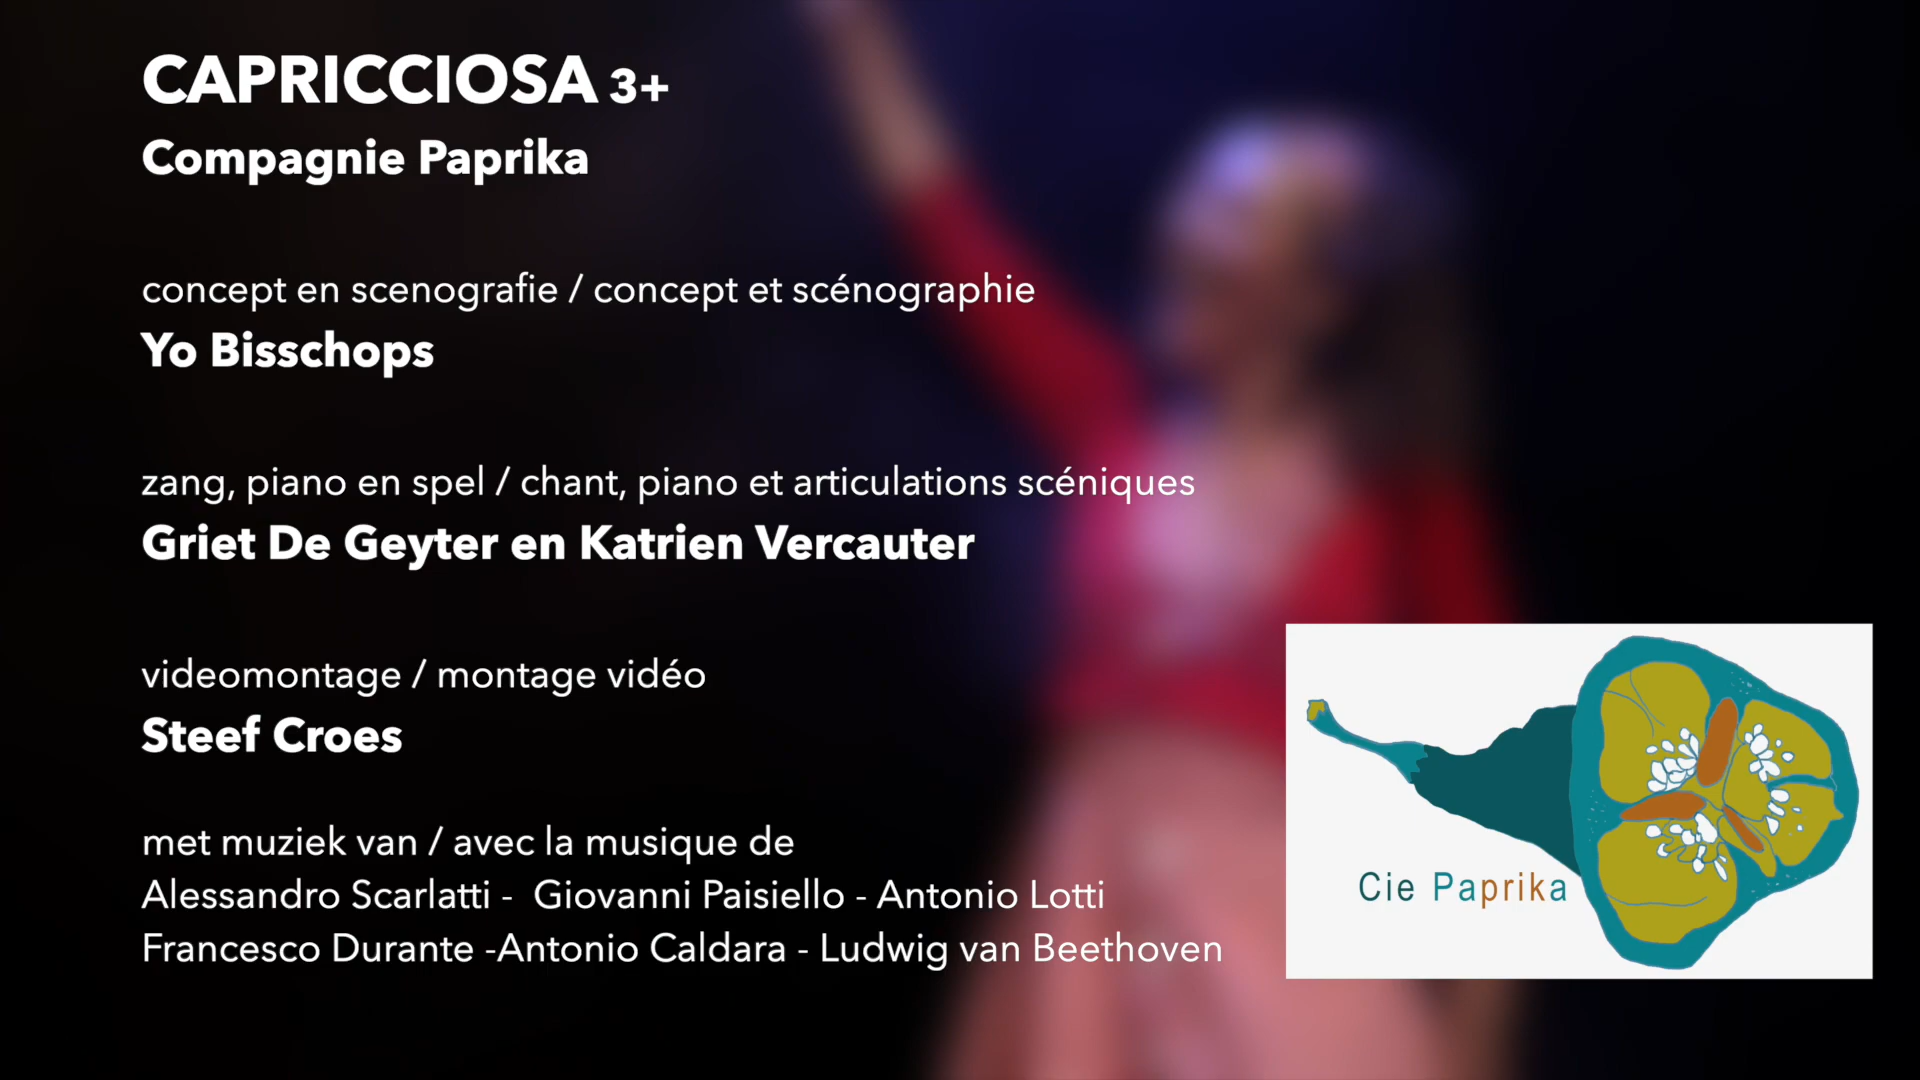 CAPRICCIOSA 3+
Compagnie Paprika
concept en scenografie / concept et scénographie
Yo Bisschops
zang, piano en spel / chant, piano et articulations scéniques
Griet De Geyter en Katrien Vercauter
videomontage / montage vidéo
Steef Croes
met muziek van / avec la musique de
Alessandro Scarlatti -  Giovanni Paisiello - Antonio Lotti
Francesco Durante -Antonio Caldara - Ludwig van Beethoven
Cie Paprika